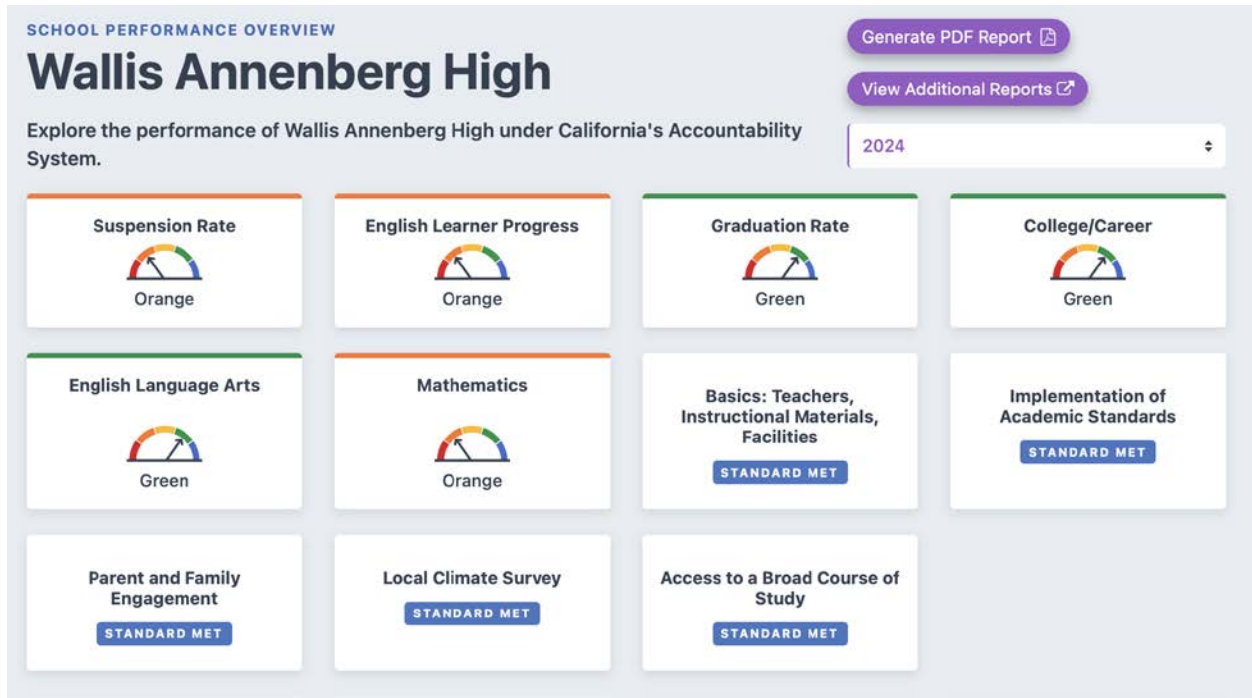 SCHOOL PERFORMANCE OVERVIEW
Wallis Annenberg High
Explore the performance of Wallis Annenberg High under California's Accountability
System.
Generate PDF Report
View Additional Reports
2024
Suspension Rate
Orange
English Learner Progress
Orange
Graduation Rate
Green
College/Career
Green
English Language Arts
Green
Mathematics
Orange
Basics: Teachers,
Instructional Materials,
Facilities
STANDARD MET
Implementation of
Academic Standards
STANDARD MET
Parent and Family
Engagement
STANDARD MET
Local Climate Survey
STANDARD MET
Access to a Broad Course of
Study
STANDARD MET